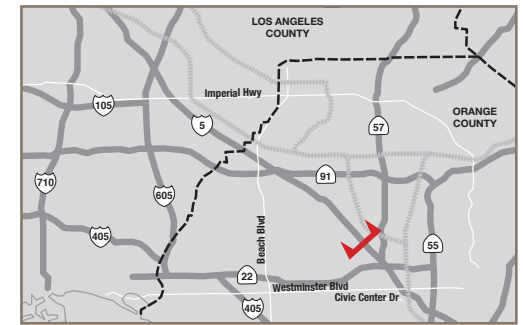 LOS ANGELES
COUNTY
Imperial Hwy
105
5
57
ORANGE
COUNTY
91
710
605
405
Beach Blvd
55
22
Westminster Blvd
Civic Center Dr
405